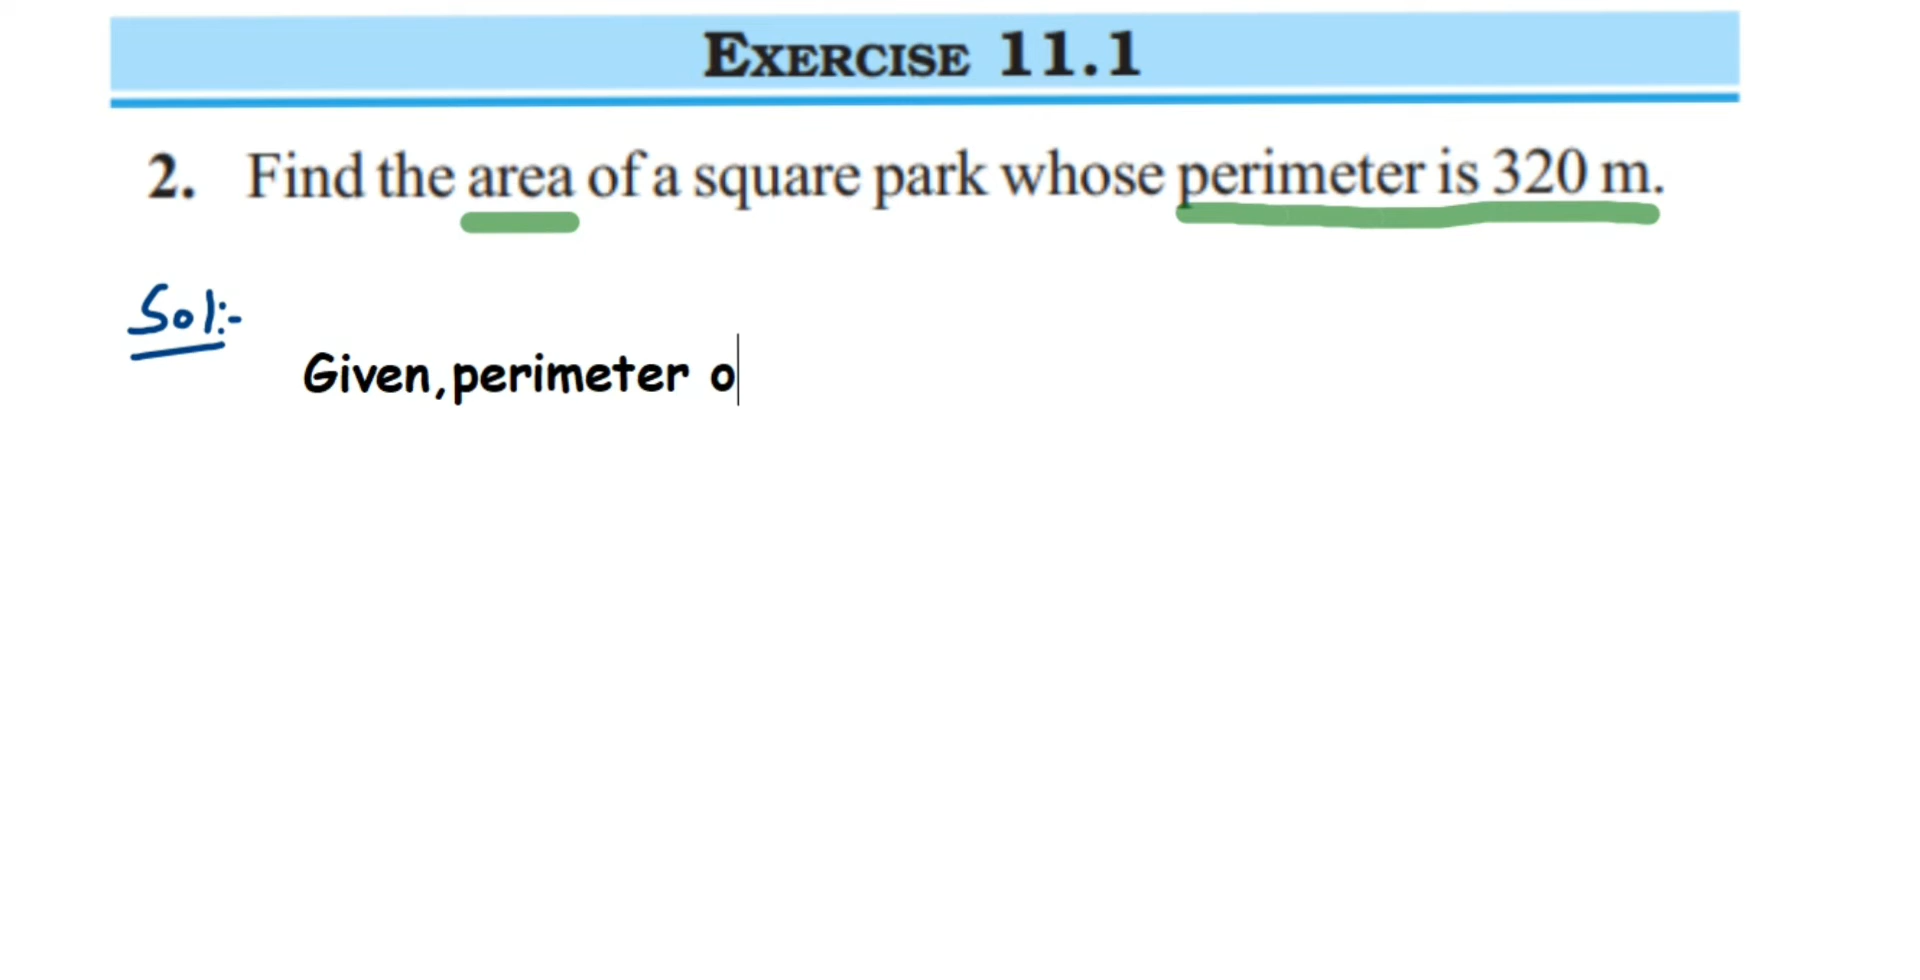 EXERCISE 11.1
2. Find the area of a square park whose perimeter is 320 m.
Sol:-
Given,perimeter o